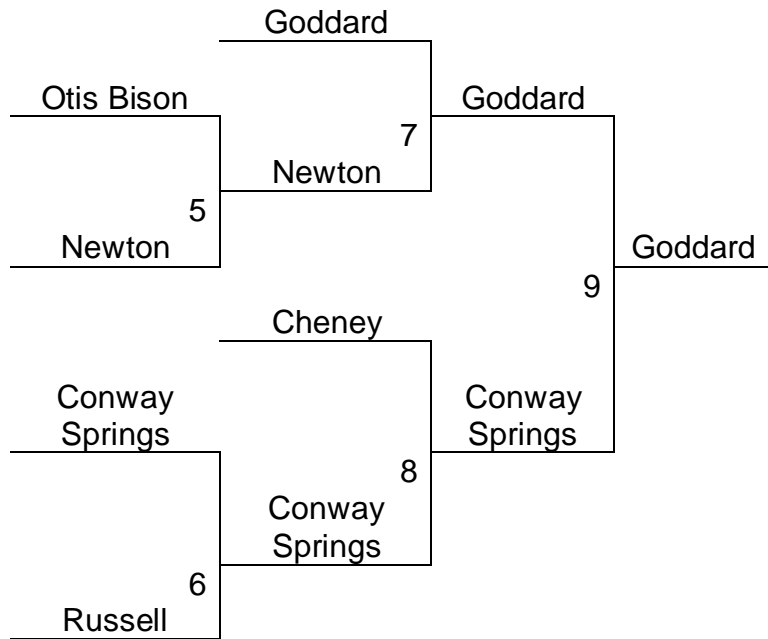 Goddard
Otis Bison
Goddard
7
Newton
5
Newton
Goddard
9
Cheney
Conway
Springs
Conway
Springs
8
Conway
Springs
6
Russell